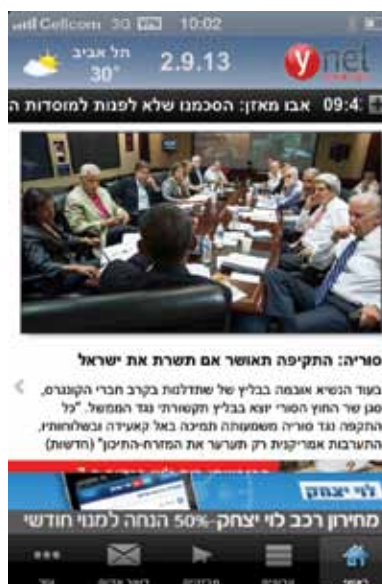 Cellcom 3G VPN 10:02
תל אביב
30°
2.9.13
ynet
09:4 אבו מאזן: הסכמנו שלא לפנות למוסדות ה
סוריה: התקיפה תאושר אם תשרת את ישראל
בעוד הנשיא אובמה בבליץ של שתדלנות בקרב חברי הקונגרס,
סגן שר החוץ הסורי יוצא בבליץ תקשורתי נגד הממשל. "כל
התקפה נגד סוריה משמעותה תמיכה באל קאעידה ובשלוחותיו,
התערבות אמריקנית רק תערער את המזרח-התיכון" (חדשות)
לוי יצחק
מחירון רכב לוי יצחק-50% הנחה למנוי חודשי